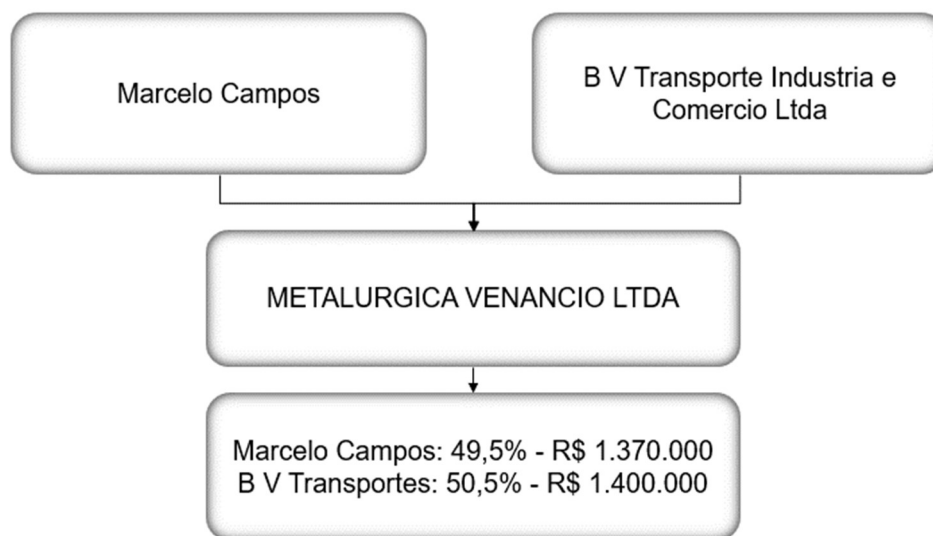 Marcelo Campos
B V Transporte Industria e
Comercio Ltda
METALURGICA VENANCIO LTDA
Marcelo Campos: 49,5% - R$ 1.370.000
B V Transportes: 50,5% - R$ 1.400.000